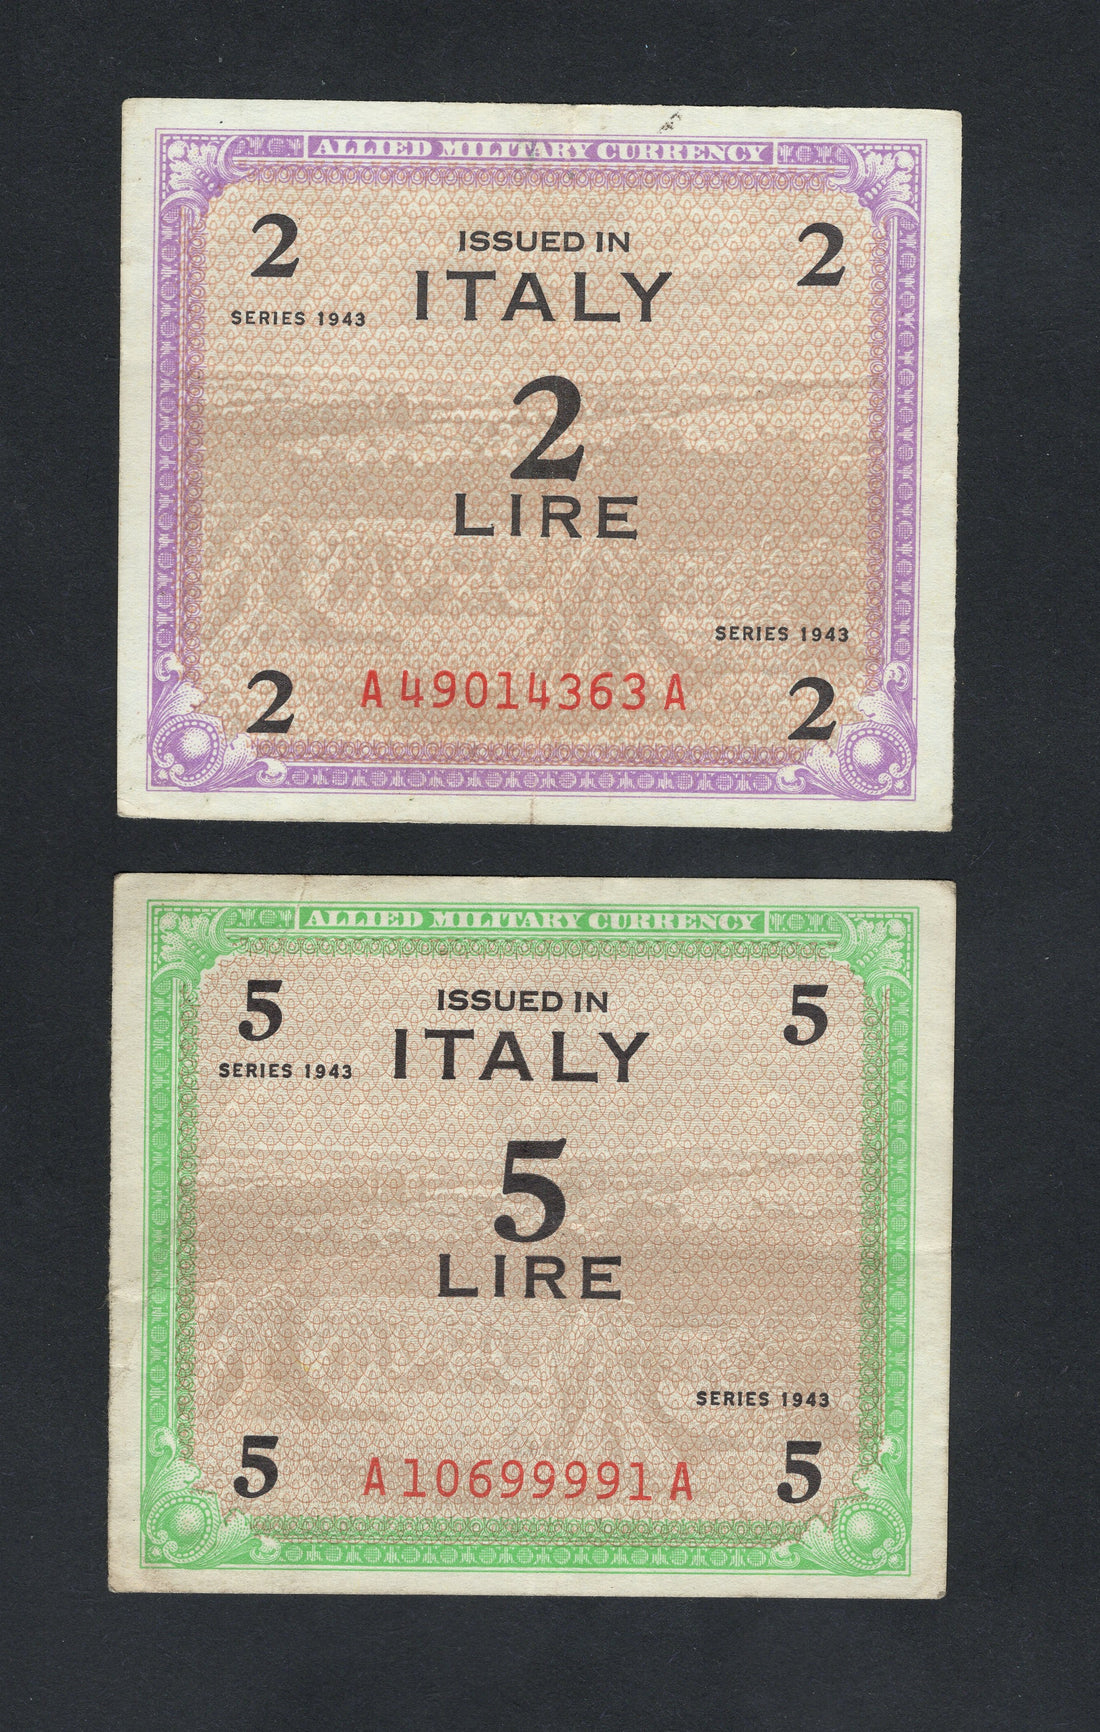 ALLIED MILITARY CURRENCY
2 2
ISSUED IN
ITALY
SERIES 1943
2
LIRE
SERIES 1943
2 A 49014363 A 2
ALLIED MILITARY CURRENCY
5 5
ISSUED IN
ITALY
SERIES 1943
5
LIRE
SERIES 1943
5 A 10699991 A 5